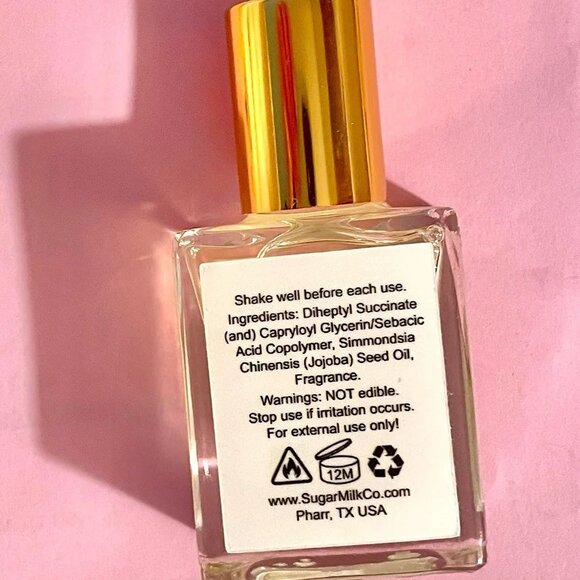 Shake well before each use.
Ingredients: Diheptyl Succinate
(and) Capryloyl Glycerin/Sebacic
Acid Copolymer, Simmondsia
Chinensis (Jojoba) Seed Oil,
Fragrance.
Warnings: NOT edible.
Stop use if irritation occurs.
For external use only!
12M
www.SugarMilkCo.com
Pharr, TX USA